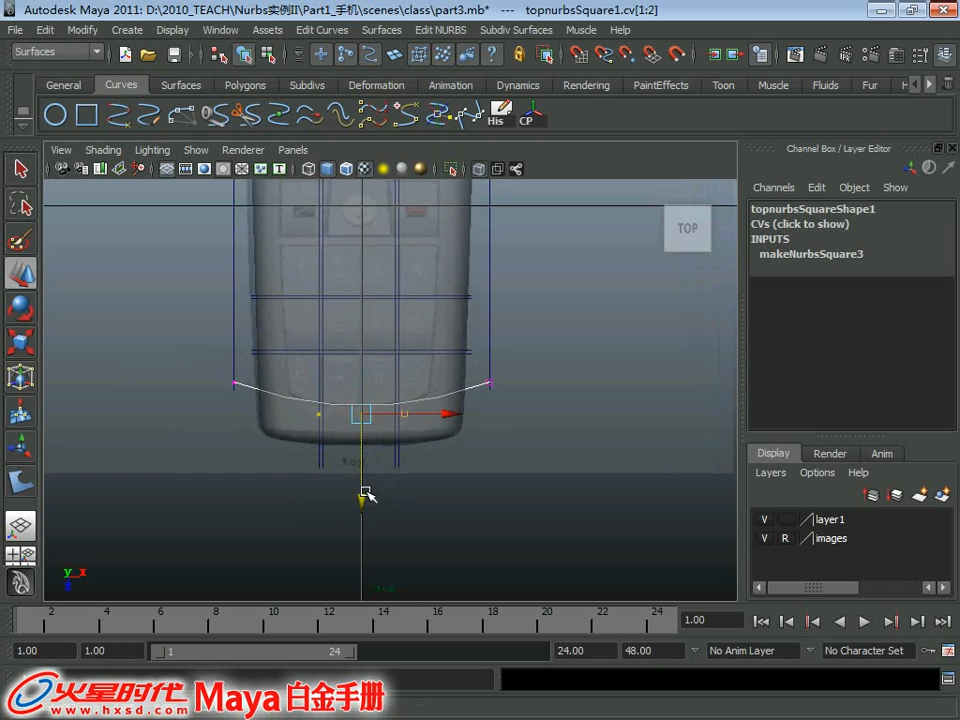 Autodesk Maya 2011: D:\2010_TEACH\Nurbs实例II\Part1_手机\scenes\class\part3.mb* --- topnurbsSquare1.cv[1:2]
File Edit Modify Create Display Window Assets Edit Curves Surfaces Edit NURBS Subdiv Surfaces Muscle Help
Surfaces
General Curves Surfaces Polygons Subdivs Deformation Animation Dynamics Rendering PaintEffects Toon Muscle Fluids Fur
His CP
View Shading Lighting Show Renderer Panels
Channel Box / Layer Editor
Channels Edit Object Show
topnurbsSquareShape1
CVs (click to show)
INPUTS
makeNurbsSquare3
TOP
top
top
y x
Display Render Anim
Layers Options Help
V layer1
V R images
2 4 6 8 10 12 14 16 18 20 22 24 1.00
1.00 1.00 1 24 24.00 48.00 No Anim Layer No Character Set
火星时代 www.hxsd.com Maya 白金手册